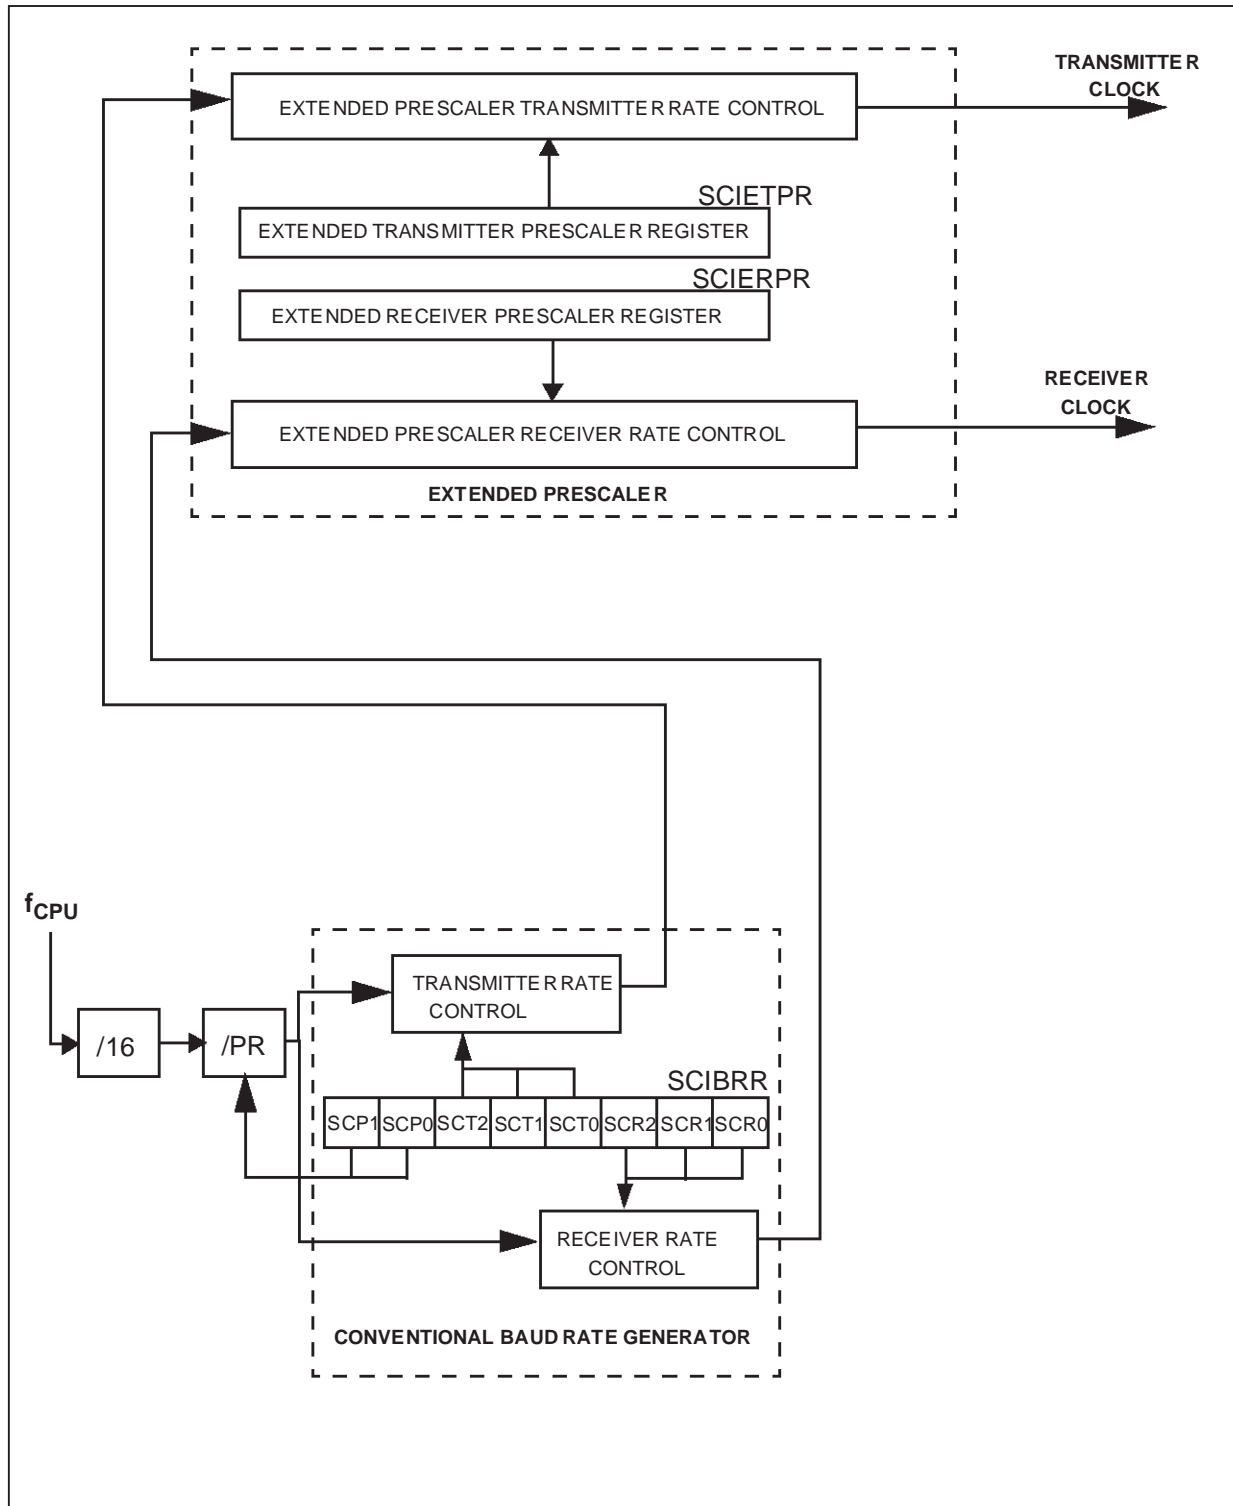 TRANSMITTER
CLOCK
EXTENDED PRESCALER TRANSMITTER RATE CONTROL
SCIETPR
EXTENDED TRANSMITTER PRESCALER REGISTER
SCIERPR
EXTENDED RECEIVER PRESCALER REGISTER
RECEIVER
CLOCK
EXTENDED PRESCALER RECEIVER RATE CONTROL
EXTENDED PRESCALER
fCPU
TRANSMITTER RATE
CONTROL
/16
/PR
SCIBRR
SCP1 SCP0 SCT2 SCT1 SCT0 SCR2 SCR1 SCR0
RECEIVER RATE
CONTROL
CONVENTIONAL BAUD RATE GENERATOR